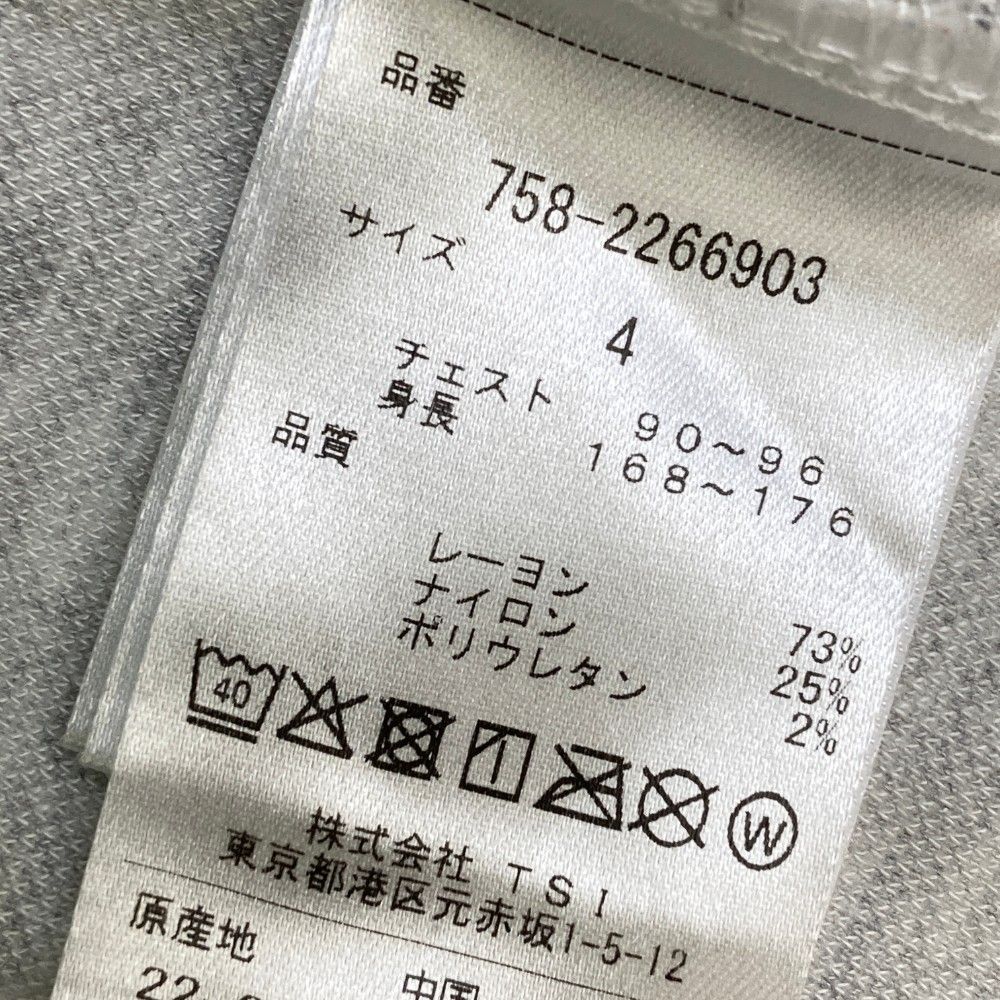 品番
758-2266903
サイズ
4
チェスト 90～96
身長 168～176
品質
レーヨン 73%
ナイロン 25%
ポリウレタン 2%
40
W
株式会社 TSI
東京都港区元赤坂1-5-12
原産地
中国
22